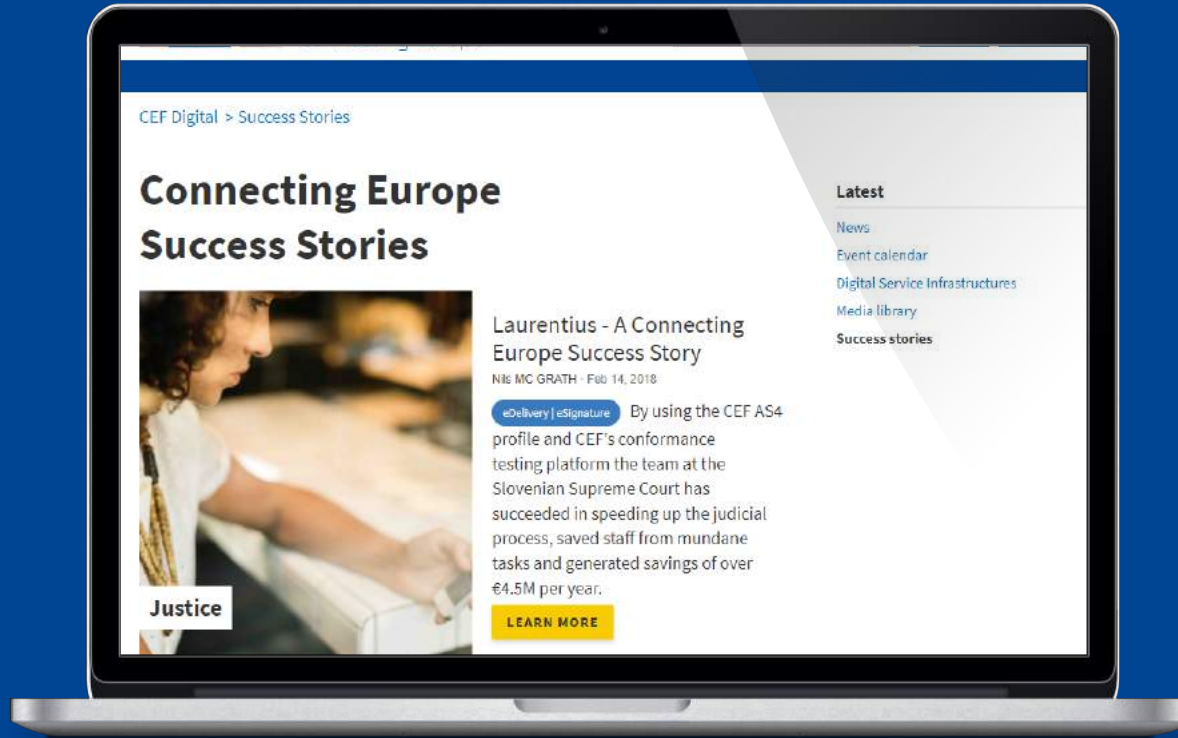 CEF Digital > Success Stories
Connecting Europe
Success Stories
Justice
Laurentius - A Connecting
Europe Success Story
Nils MC GRATH - Feb 14, 2018
eDelivery | eSignature By using the CEF AS4
profile and CEF's conformance
testing platform the team at the
Slovenian Supreme Court has
succeeded in speeding up the judicial
process, saved staff from mundane
tasks and generated savings of over
€4.5M per year.
LEARN MORE
Latest
News
Event calendar
Digital Service Infrastructures
Media library
Success stories